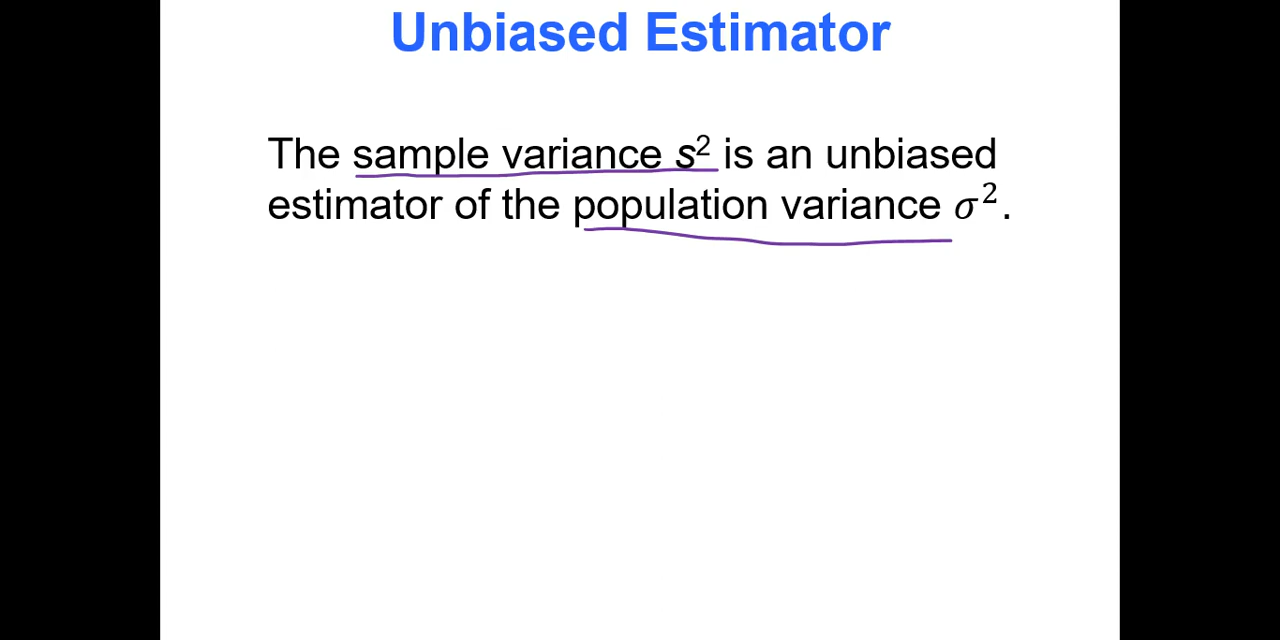 Unbiased Estimator
The sample variance s² is an unbiased
estimator of the population variance σ².